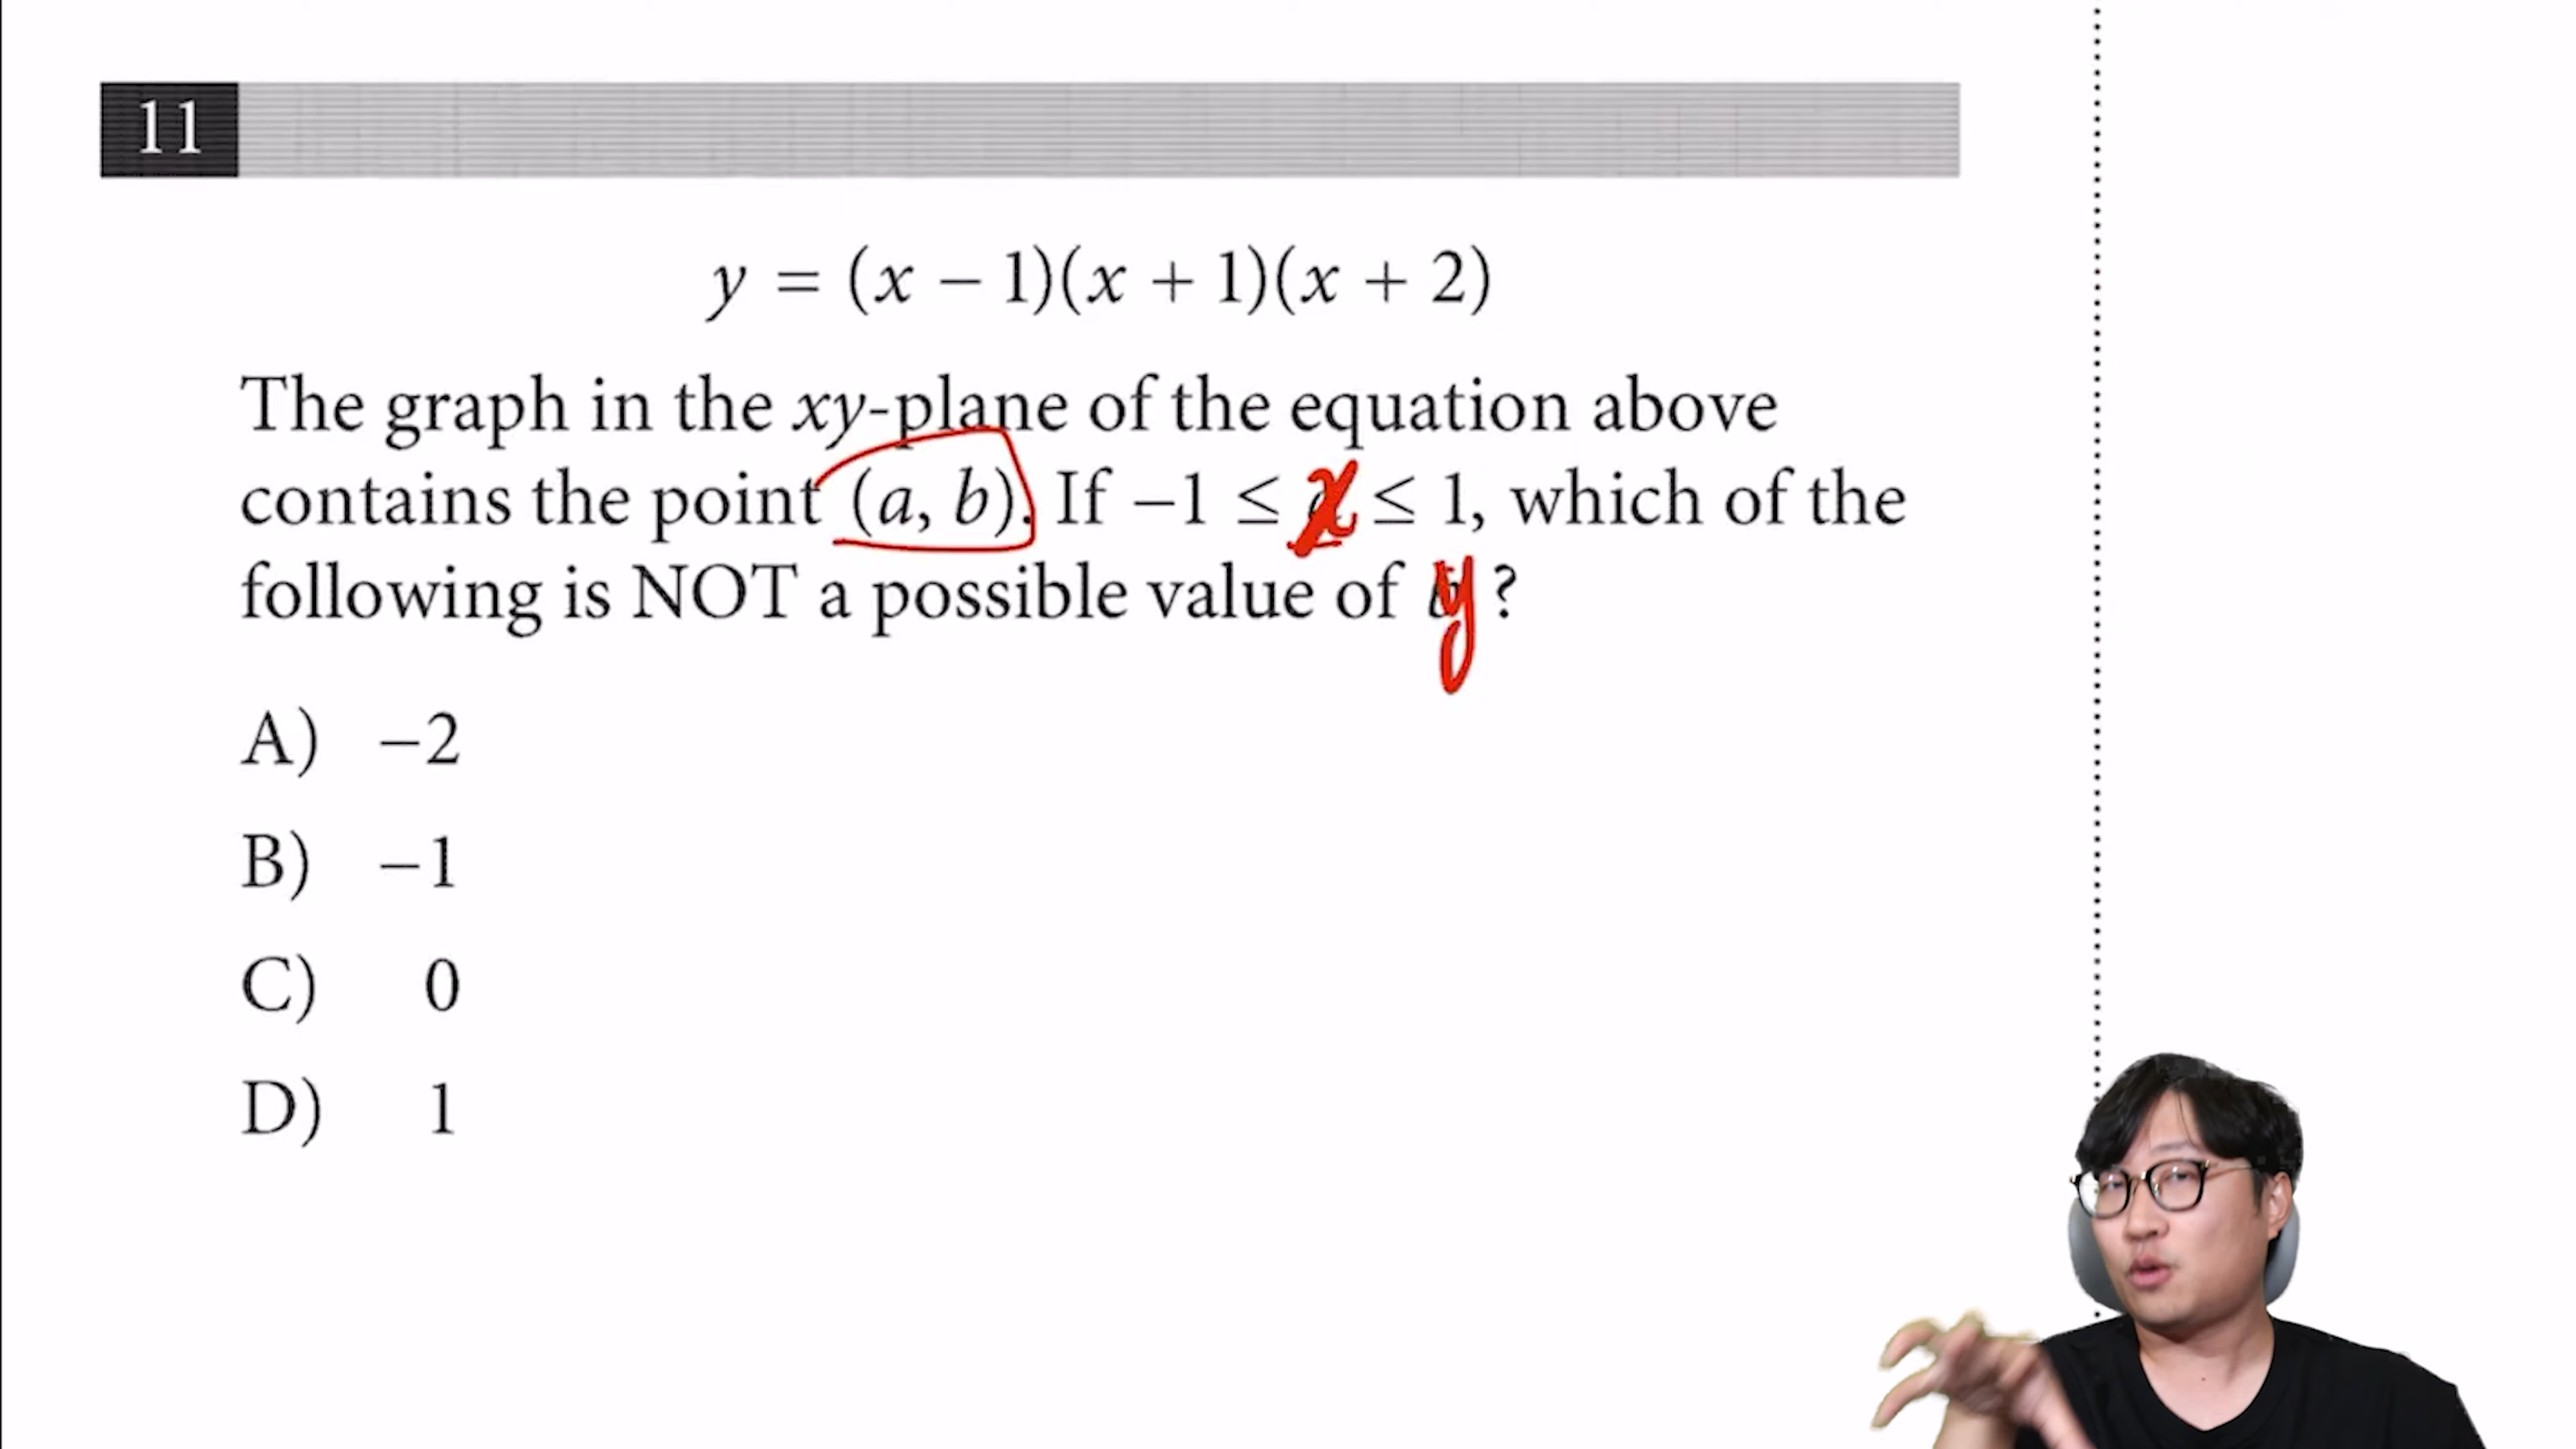 11
y = (x − 1)(x + 1)(x + 2)
The graph in the xy-plane of the equation above
contains the point (a, b). If −1 ≤ x ≤ 1, which of the
following is NOT a possible value of y ?
A) −2
B) −1
C) 0
D) 1